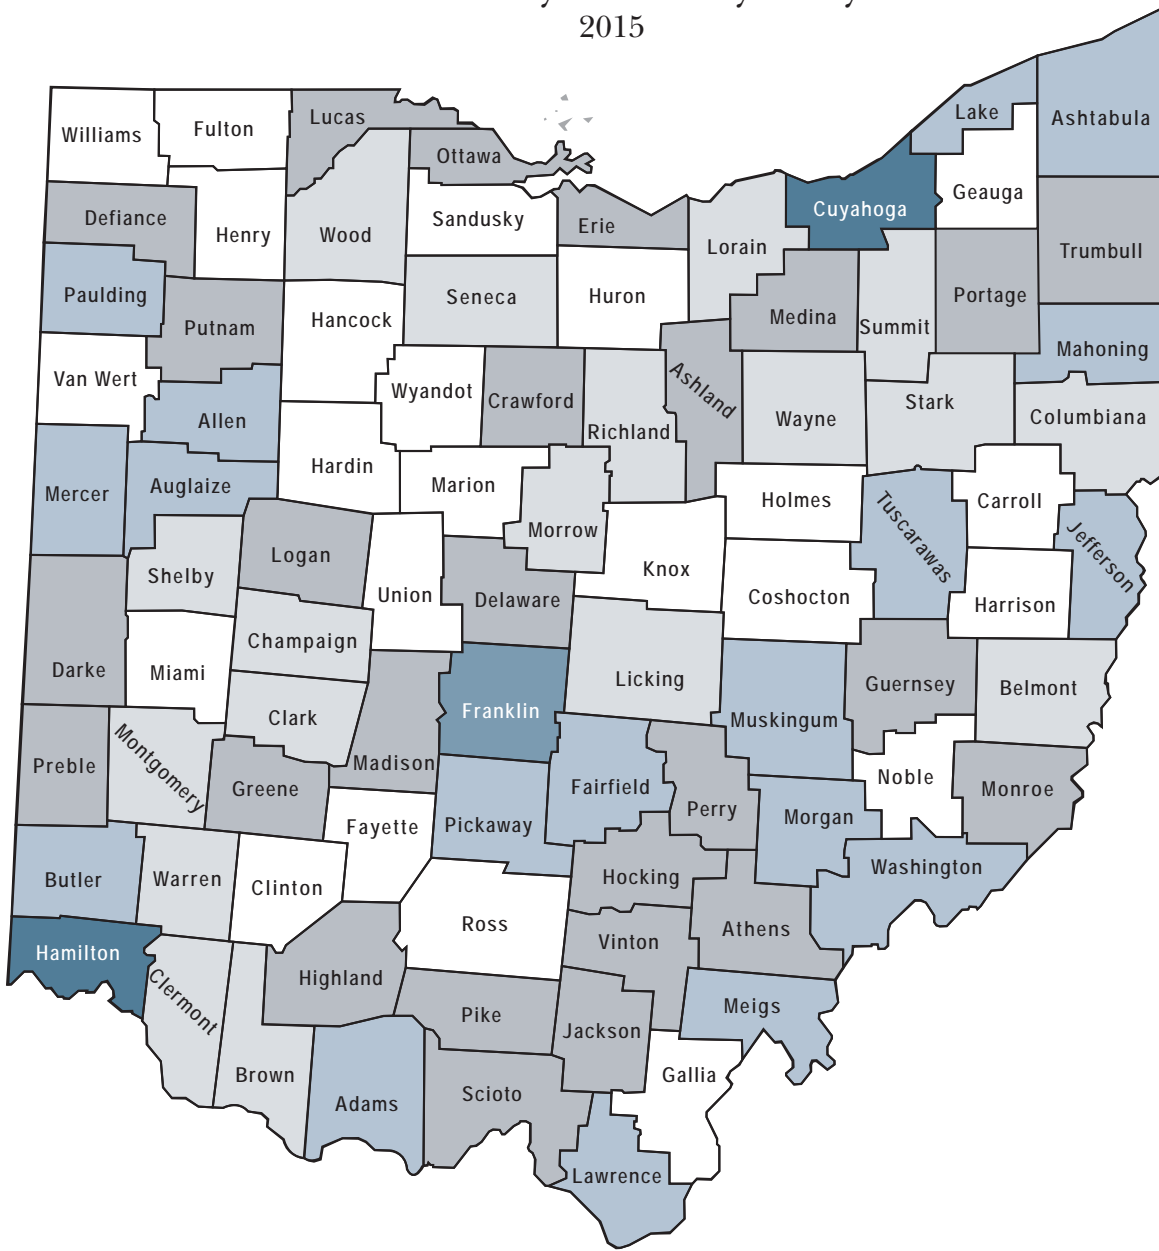 2015
Williams
Fulton
Lucas
Ottawa
Lake
Ashtabula
Defiance
Henry
Wood
Sandusky
Erie
Lorain
Cuyahoga
Geauga
Trumbull
Paulding
Putnam
Hancock
Seneca
Huron
Medina
Summit
Portage
Mahoning
Van Wert
Allen
Wyandot
Crawford
Richland
Ashland
Wayne
Stark
Columbiana
Mercer
Auglaize
Hardin
Marion
Morrow
Holmes
Tuscarawas
Carroll
Jefferson
Shelby
Logan
Union
Delaware
Knox
Coshocton
Harrison
Darke
Miami
Champaign
Clark
Madison
Franklin
Licking
Muskingum
Guernsey
Belmont
Preble
Montgomery
Greene
Fayette
Pickaway
Fairfield
Perry
Morgan
Noble
Monroe
Butler
Warren
Clinton
Ross
Hocking
Athens
Washington
Hamilton
Clermont
Highland
Pike
Vinton
Jackson
Meigs
Brown
Adams
Scioto
Gallia
Lawrence